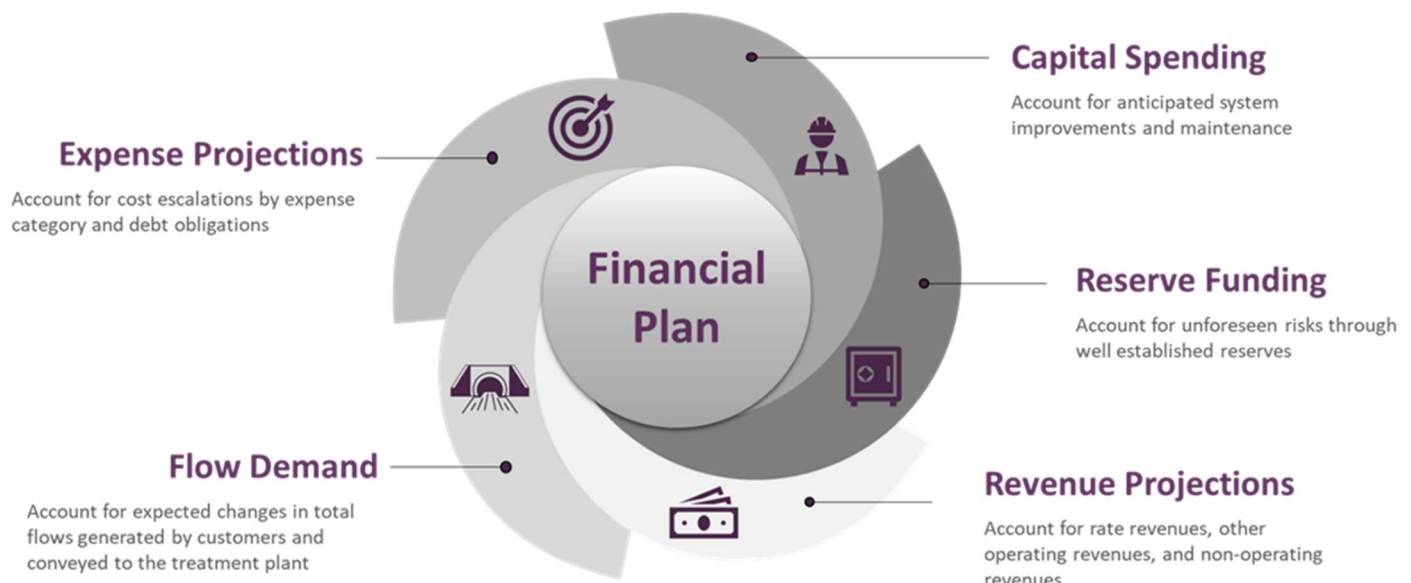 Capital Spending
Account for anticipated system
improvements and maintenance
Expense Projections
Account for cost escalations by expense
category and debt obligations
Financial
Plan
Reserve Funding
Account for unforeseen risks through
well established reserves
Flow Demand
Account for expected changes in total
flows generated by customers and
conveyed to the treatment plant
Revenue Projections
Account for rate revenues, other
operating revenues, and non-operating
revenues